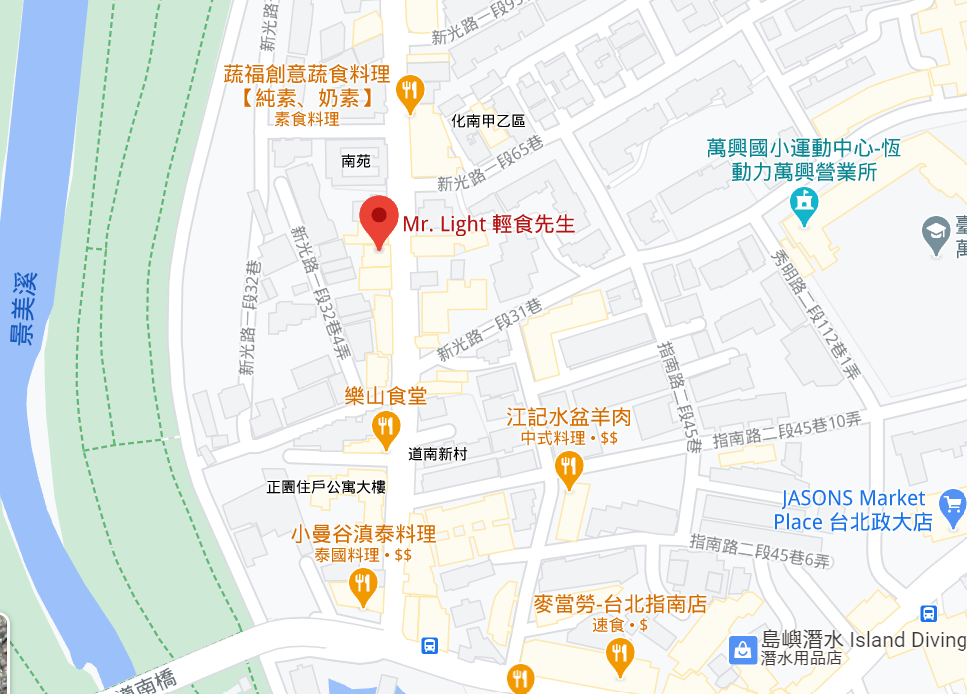 新光路二段
新光路一段
蔬福創意蔬食料理
【純素、奶素】
素食料理
化南甲乙區
南苑
新光路一段65巷
萬興國小運動中心-恆
動力萬興營業所
Mr. Light 輕食先生
臺
萬
景美溪
新光路一段32巷
新光路一段32巷4弄
秀明路二段112巷1弄
新光路一段31巷
指南路二段45巷
樂山食堂
江記水盆羊肉
中式料理 • $$
指南路二段45巷10弄
道南新村
正園住戶公寓大樓
JASONS Market
Place 台北政大店
小曼谷滇泰料理
泰國料理 • $$
指南路二段45巷6弄
麥當勞-台北指南店
速食 • $
島嶼潛水 Island Diving
潛水用品店
道南橋